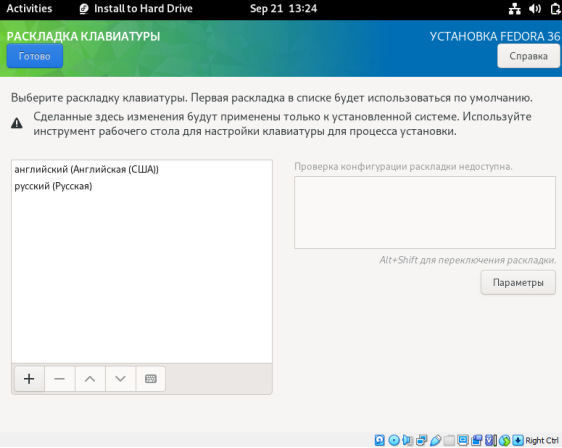 Activities Install to Hard Drive Sep 21 13:24
РАСКЛАДКА КЛАВИАТУРЫ УСТАНОВКА FEDORA 36
Готово Справка
Выберите раскладку клавиатуры. Первая раскладка в списке будет использоваться по умолчанию.
Сделанные здесь изменения будут применены только к установленной системе. Используйте
инструмент рабочего стола для настройки клавиатуры для процесса установки.
английский (Английская (США))
русский (Русская)
Проверка конфигурации раскладки недоступна.
Alt+Shift для переключения раскладки.
Параметры
Right Ctrl